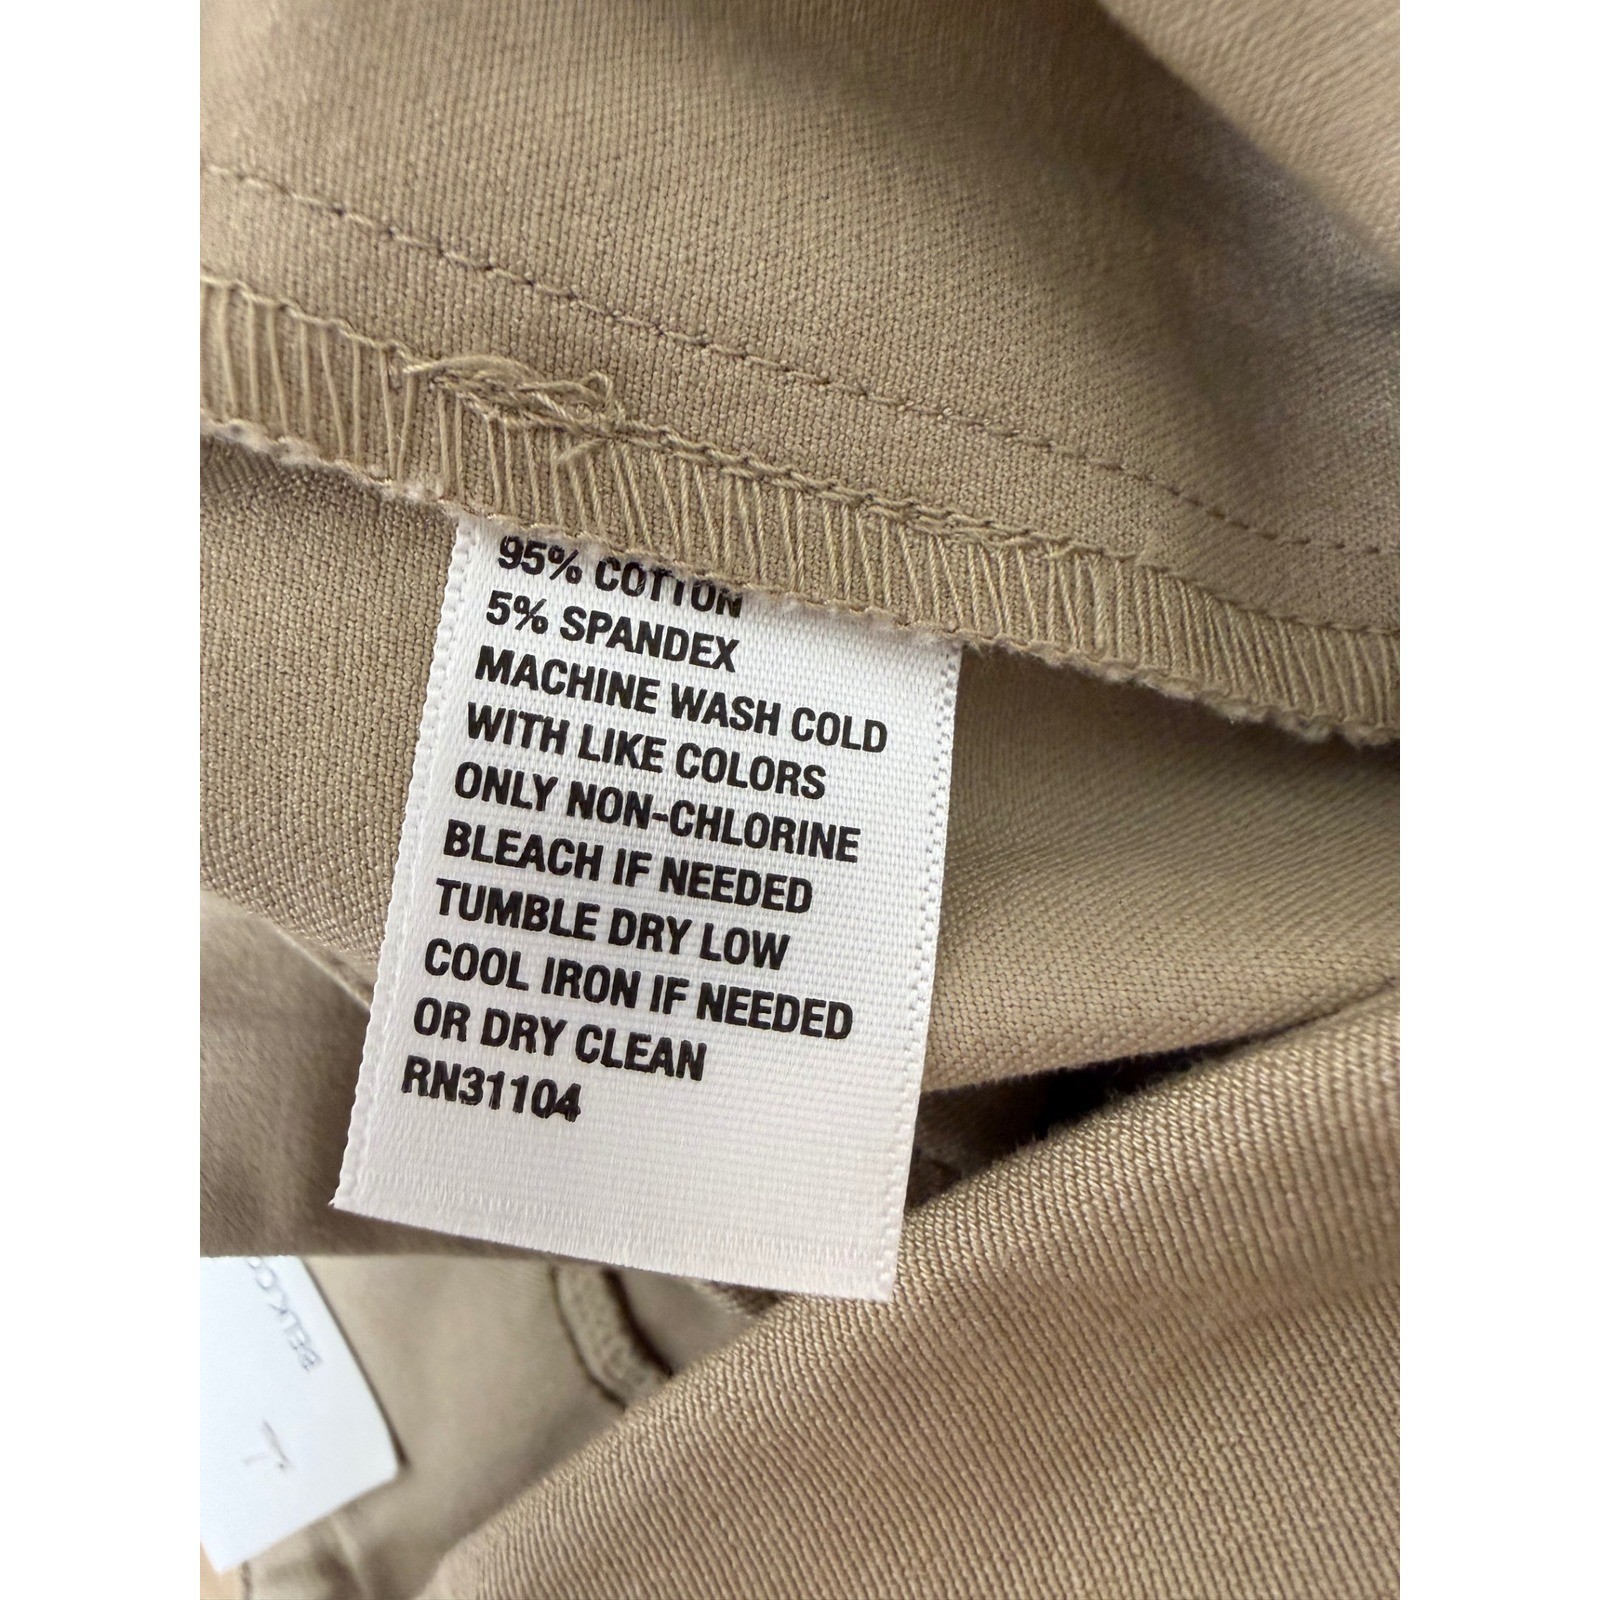 95% COTTON
5% SPANDEX
MACHINE WASH COLD
WITH LIKE COLORS
ONLY NON-CHLORINE
BLEACH IF NEEDED
TUMBLE DRY LOW
COOL IRON IF NEEDED
OR DRY CLEAN
RN31104